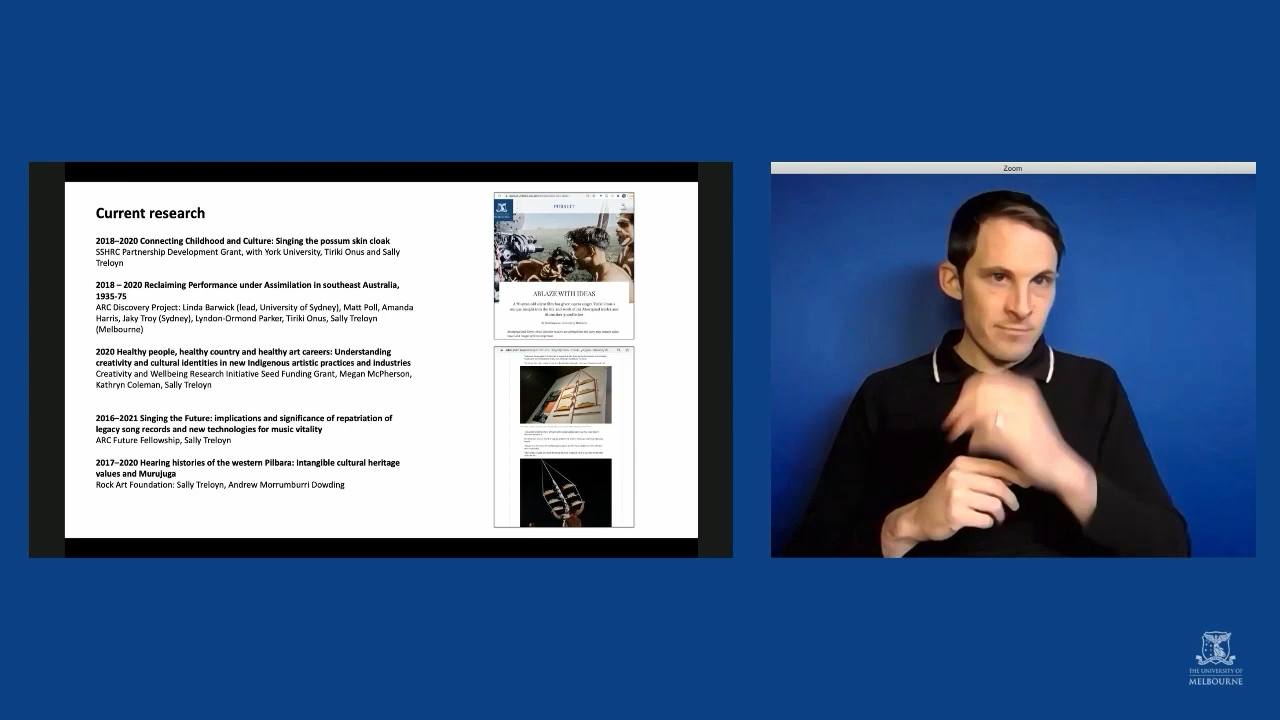 Current research
2018–2020 Connecting Childhood and Culture: Singing the possum skin cloak
SSHRC Partnership Development Grant, with York University, Tiriki Onus and Sally
Treloyn
2018 – 2020 Reclaiming Performance under Assimilation in southeast Australia,
1935-75
ARC Discovery Project: Linda Barwick (lead, University of Sydney), Matt Poll, Amanda
Harris, Jaky Troy (Sydney), Lyndon-Ormond Parker, Tiriki Onus, Sally Treloyn
(Melbourne)
2020 Healthy people, healthy country and healthy art careers: Understanding
creativity and cultural identities in new Indigenous artistic practices and industries
Creativity and Wellbeing Research Initiative Seed Funding Grant, Megan McPherson,
Kathryn Coleman, Sally Treloyn
2016–2021 Singing the Future: implications and significance of repatriation of
legacy song records and new technologies for music vitality
ARC Future Fellowship, Sally Treloyn
2017–2020 Hearing histories of the western Pilbara: Intangible cultural heritage
values and Murujuga
Rock Art Foundation: Sally Treloyn, Andrew Morrumburri Dowding
PURSUIT
ABLAZE WITH IDEAS
Zoom
THE UNIVERSITY OF
MELBOURNE